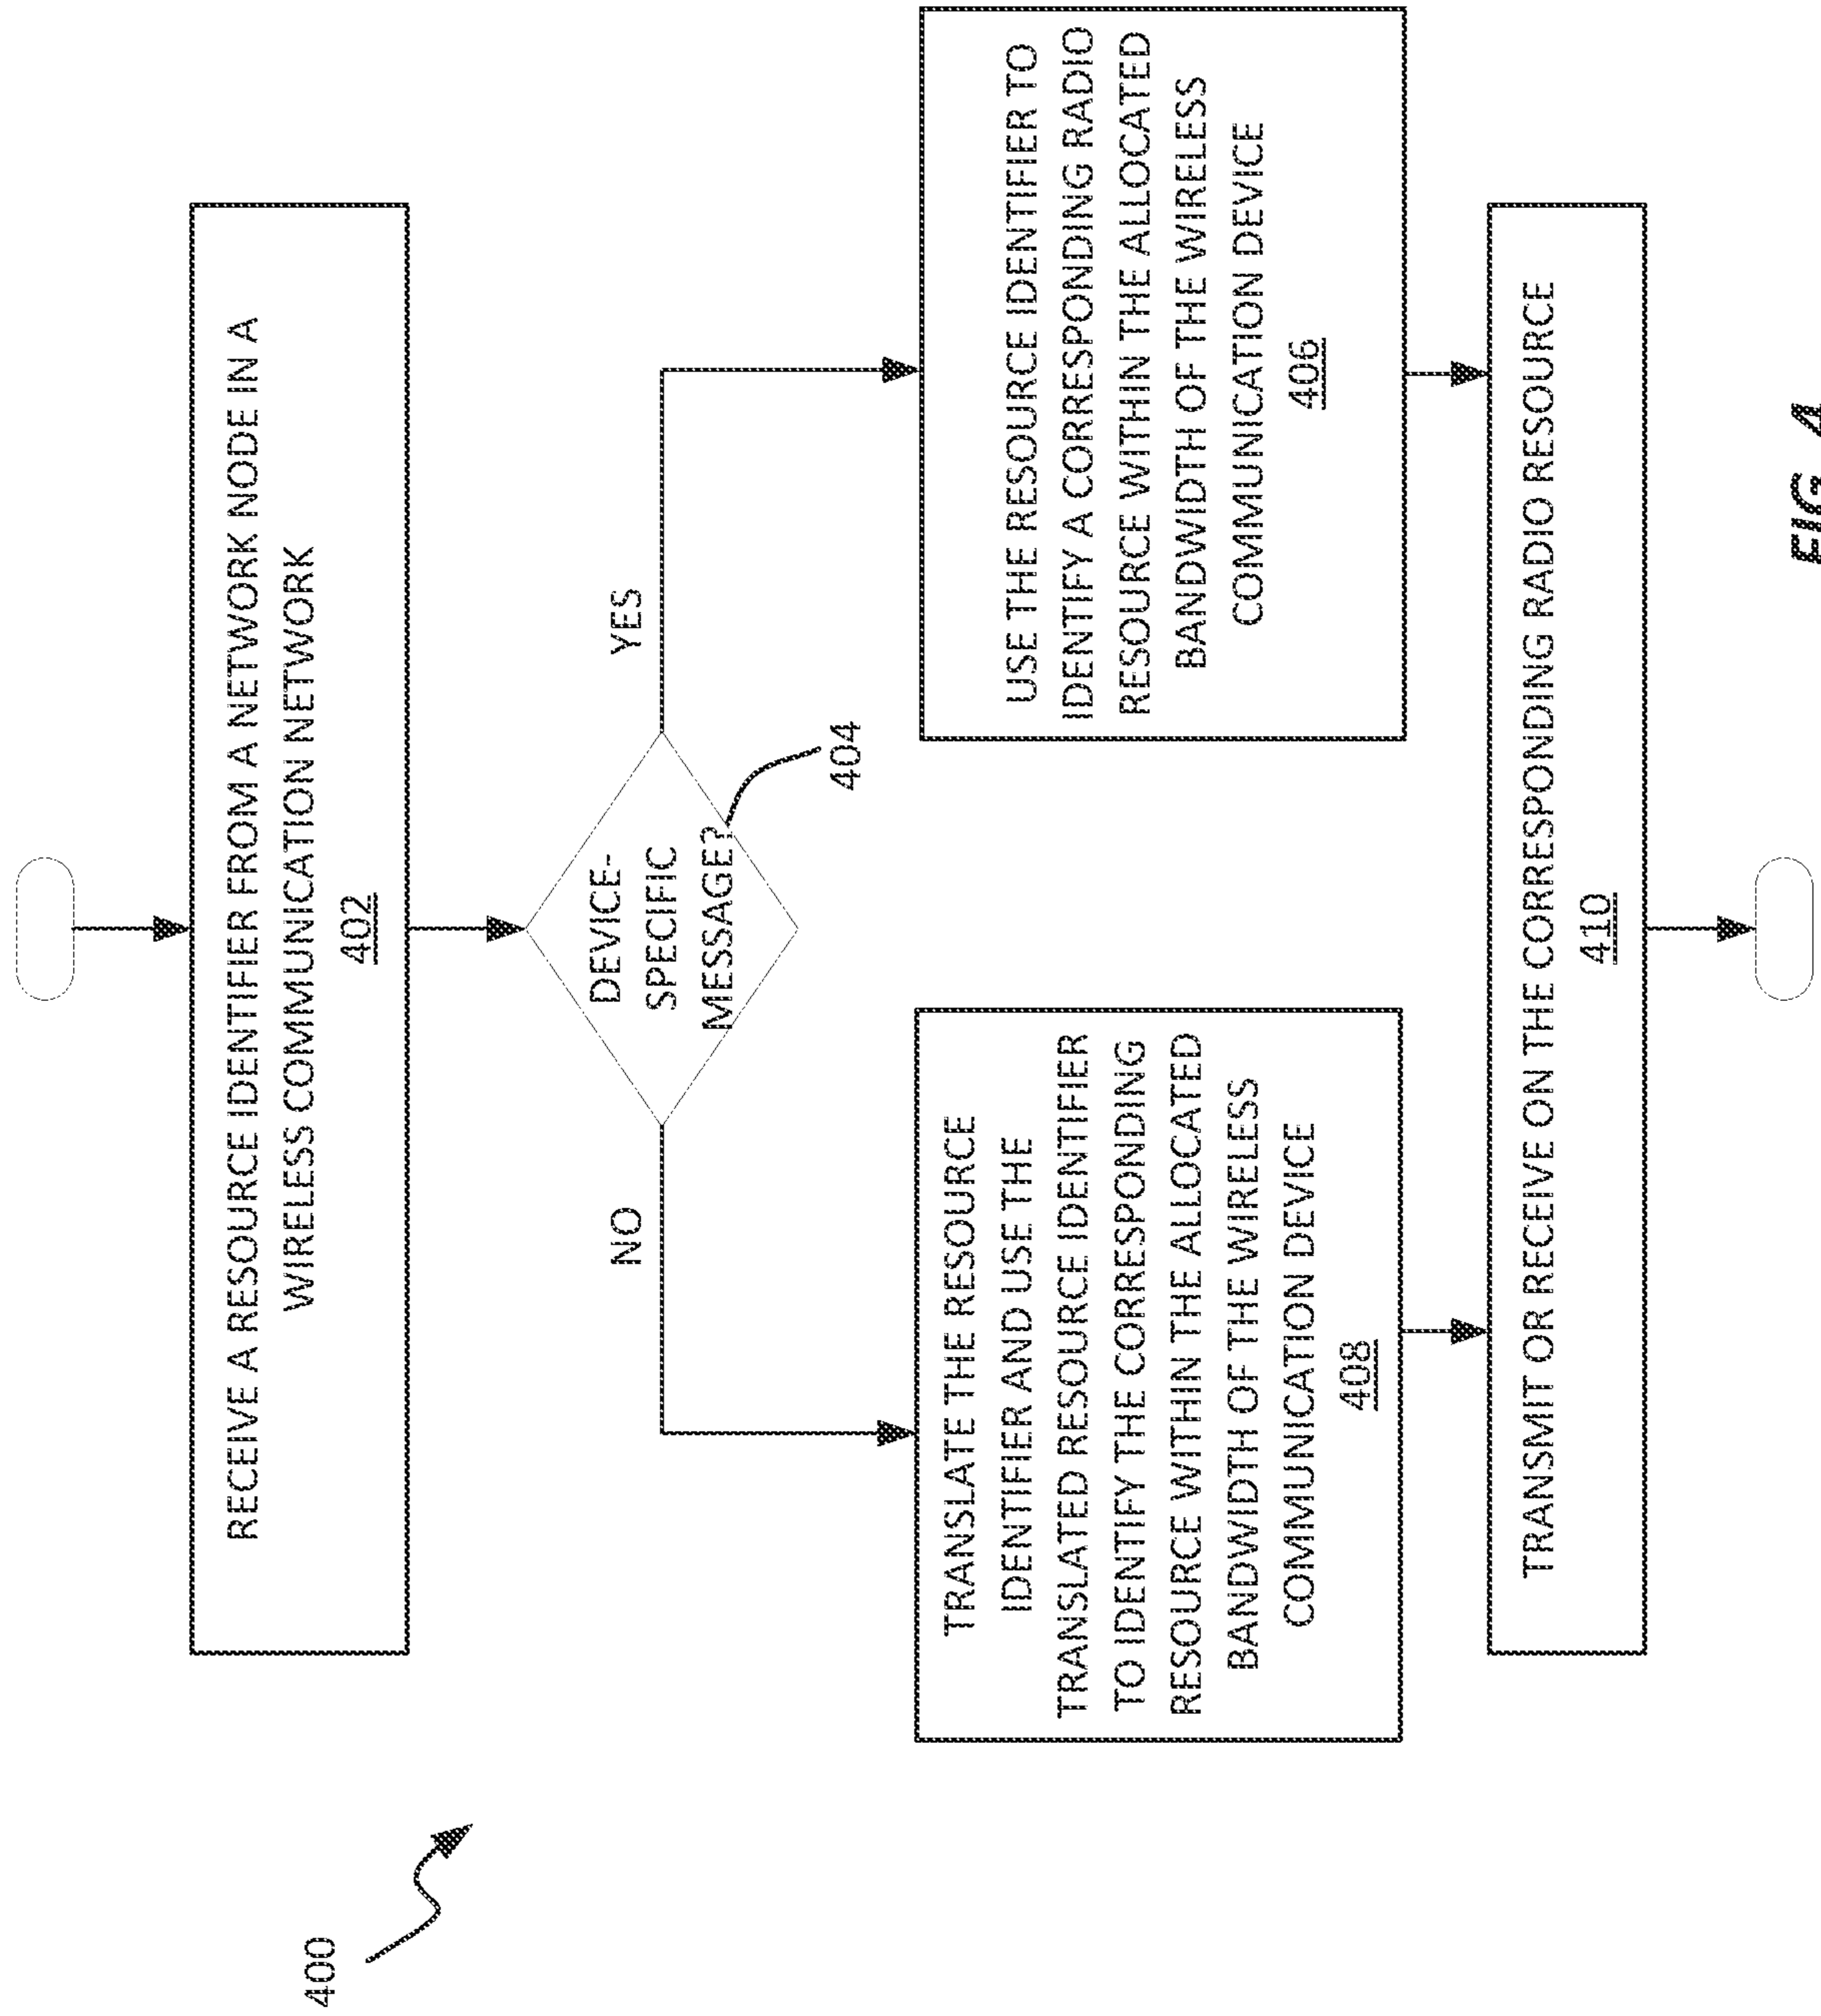 400
RECEIVE A RESOURCE IDENTIFIER FROM A NETWORK NODE IN A
WIRELESS COMMUNICATION NETWORK
402
DEVICE-
SPECIFIC
MESSAGE?
404
NO
YES
TRANSLATE THE RESOURCE
IDENTIFIER AND USE THE
TRANSLATED RESOURCE IDENTIFIER
TO IDENTIFY THE CORRESPONDING
RESOURCE WITHIN THE ALLOCATED
BANDWIDTH OF THE WIRELESS
COMMUNICATION DEVICE
408
USE THE RESOURCE IDENTIFIER TO
IDENTIFY A CORRESPONDING RADIO
RESOURCE WITHIN THE ALLOCATED
BANDWIDTH OF THE WIRELESS
COMMUNICATION DEVICE
406
TRANSMIT OR RECEIVE ON THE CORRESPONDING RADIO RESOURCE
410
FIG. 4